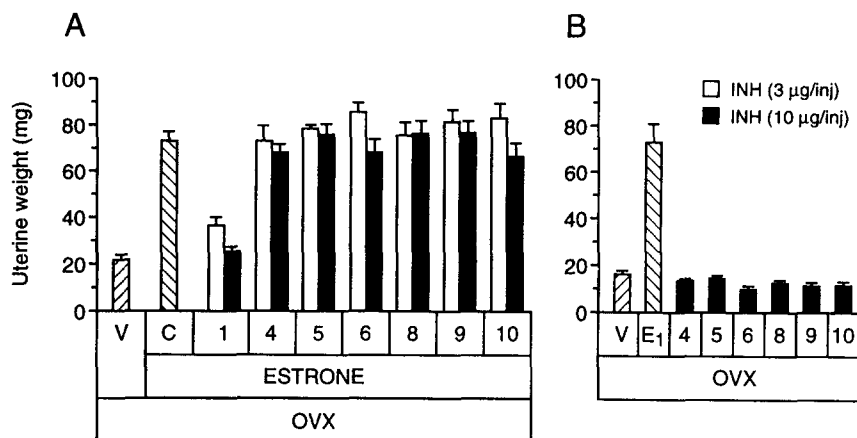 A
B
Uterine weight (mg)
100
80
60
40
20
0
V
C
1
4
5
6
8
9
10
ESTRONE
OVX
100
80
60
40
20
0
INH (3 μg/inj)
INH (10 μg/inj)
V
E1
4
5
6
8
9
10
OVX